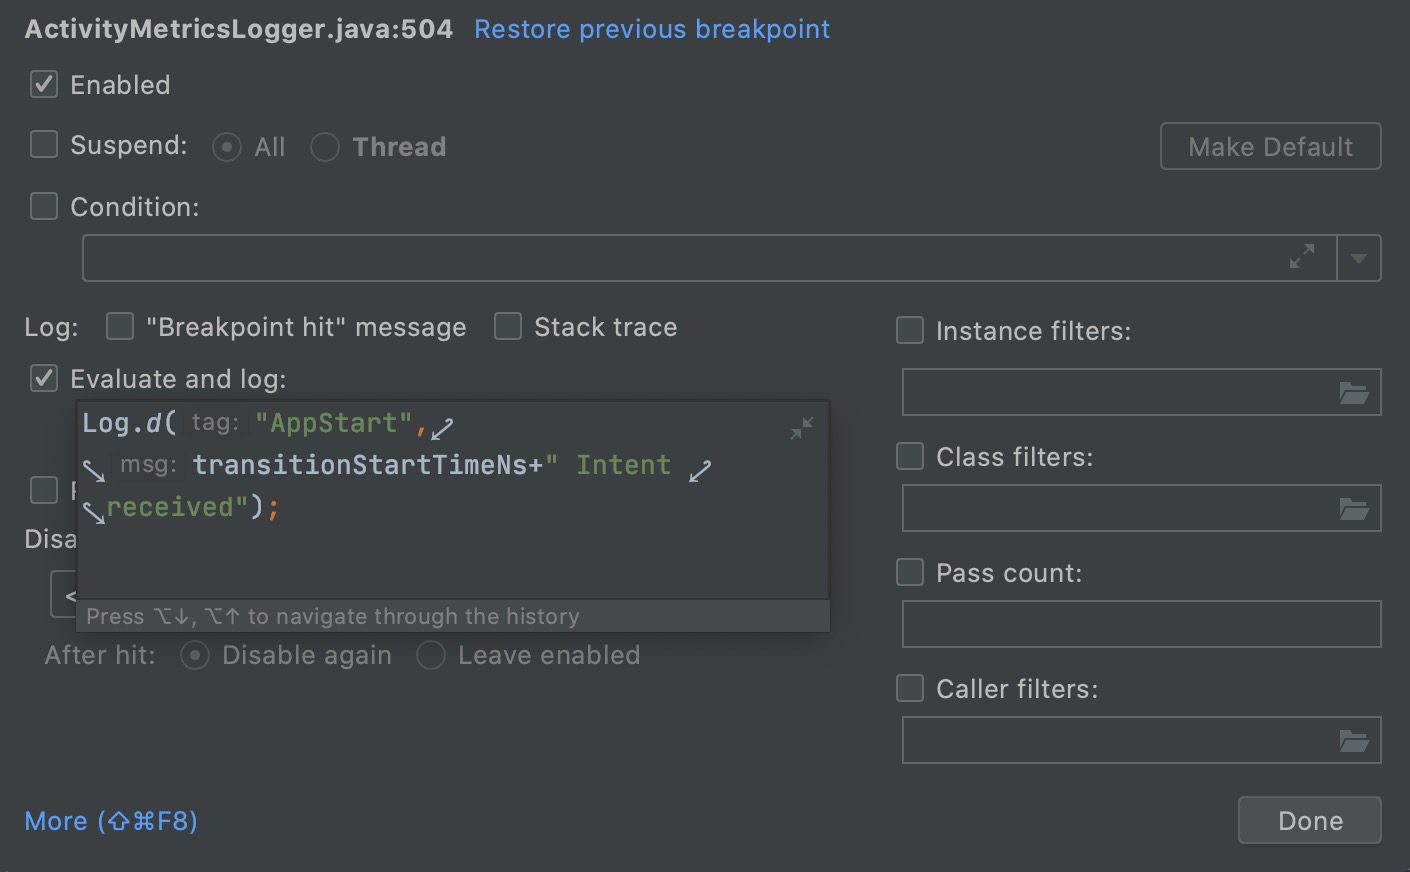 ActivityMetricsLogger.java:504 Restore previous breakpoint
Enabled
Suspend: All Thread Make Default
Condition:
Log: "Breakpoint hit" message Stack trace
Instance filters:
Evaluate and log:
Log.d( tag: "AppStart",
msg: transitionStartTimeNs+" Intent
received");
Class filters:
Disa
<
Press ⌥↓, ⌥↑ to navigate through the history
Pass count:
After hit: Disable again Leave enabled
Caller filters:
More (⇧⌘F8)
Done